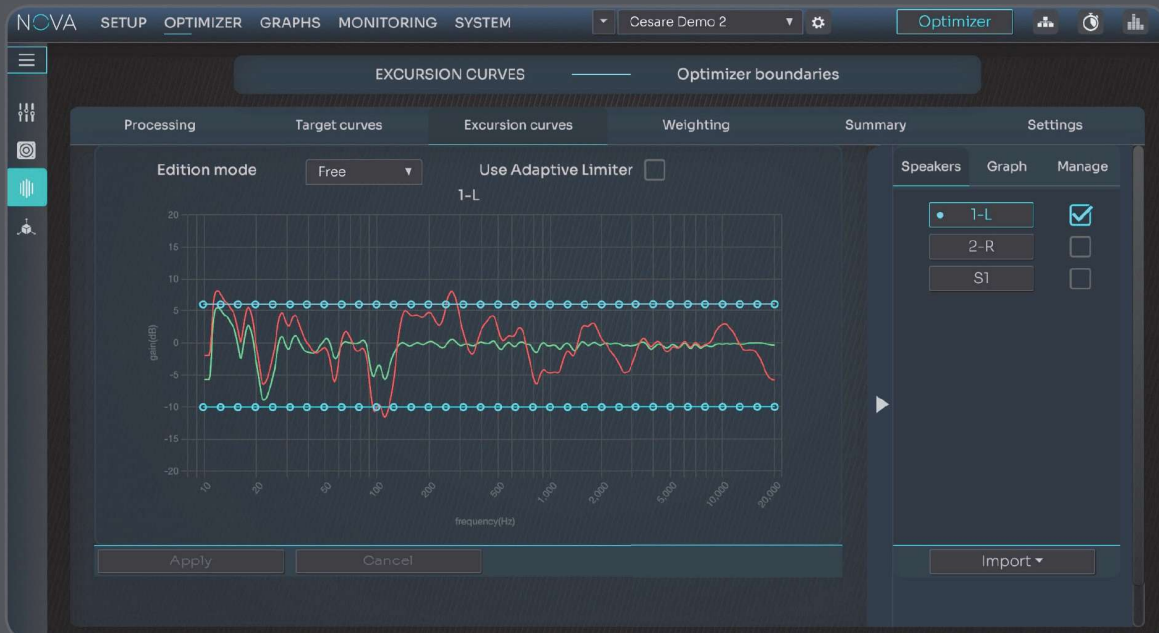 NOVA SETUP OPTIMIZER GRAPHS MONITORING SYSTEM Cesare Demo 2 Optimizer
EXCURSION CURVES Optimizer boundaries
Processing Target curves Excursion curves Weighting Summary Settings
Edition mode Free Use Adaptive Limiter
1-L
Speakers Graph Manage
1-L
2-R
S1
20
15
10
5
0
-5
-10
-15
-20
gain(dB)
10 20 50 100 200 500 1,000 2,000 5,000 10,000 20,000
frequency(Hz)
Apply Cancel
Import